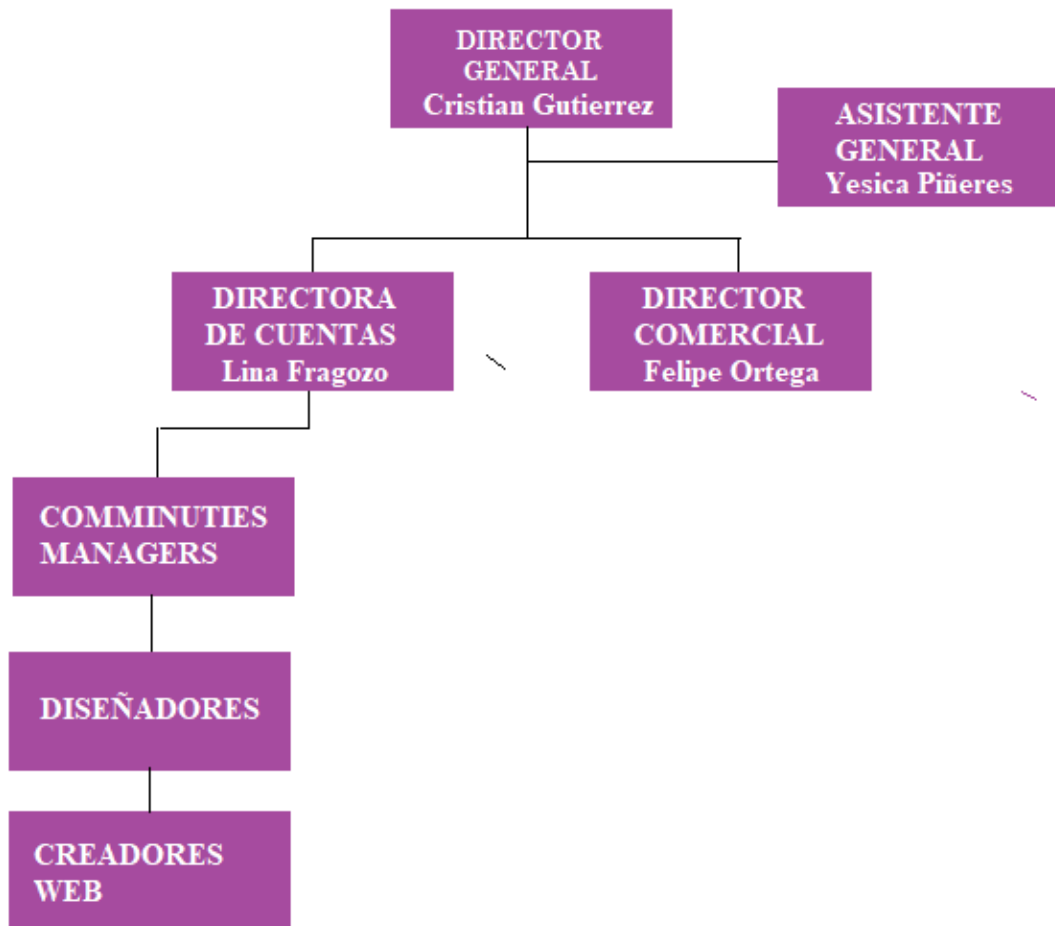 DIRECTOR
GENERAL
Cristian Gutierrez
ASISTENTE
GENERAL
Yesica Piñeres
DIRECTORA
DE CUENTAS
Lina Fragozo
DIRECTOR
COMERCIAL
Felipe Ortega
COMMINUTIES
MANAGERS
DISEÑADORES
CREADORES
WEB